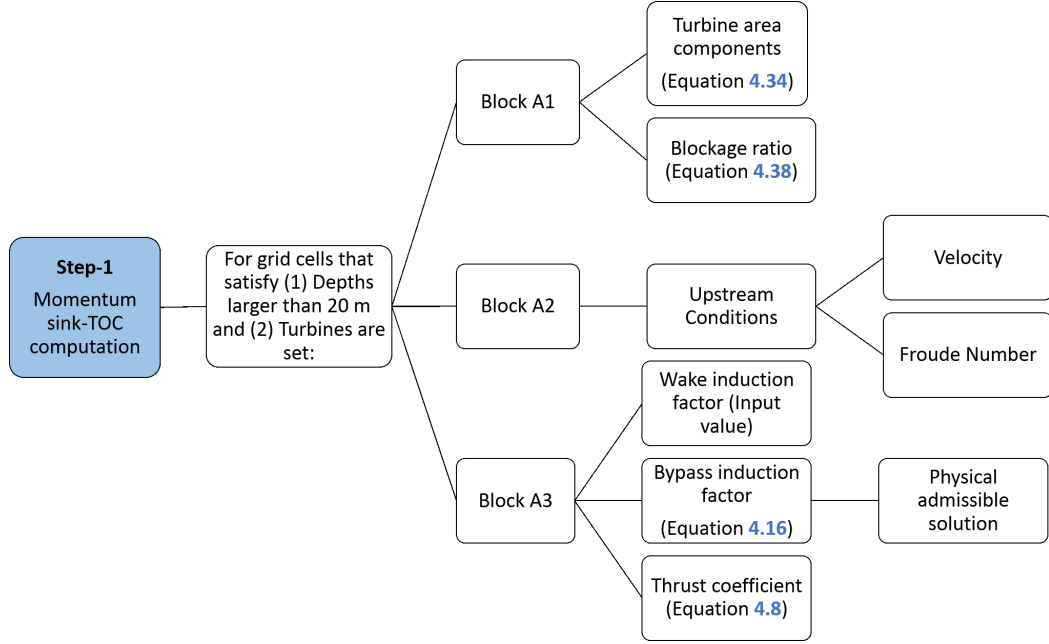 Step-1
Momentum
sink-TOC
computation
For grid cells that
satisfy (1) Depths
larger than 20 m
and (2) Turbines are
set:
Block A1
Turbine area
components
(Equation 4.34)
Blockage ratio
(Equation 4.38)
Block A2
Upstream
Conditions
Velocity
Froude Number
Block A3
Wake induction
factor (Input
value)
Bypass induction
factor
(Equation 4.16)
Physical
admissible
solution
Thrust coefficient
(Equation 4.8)